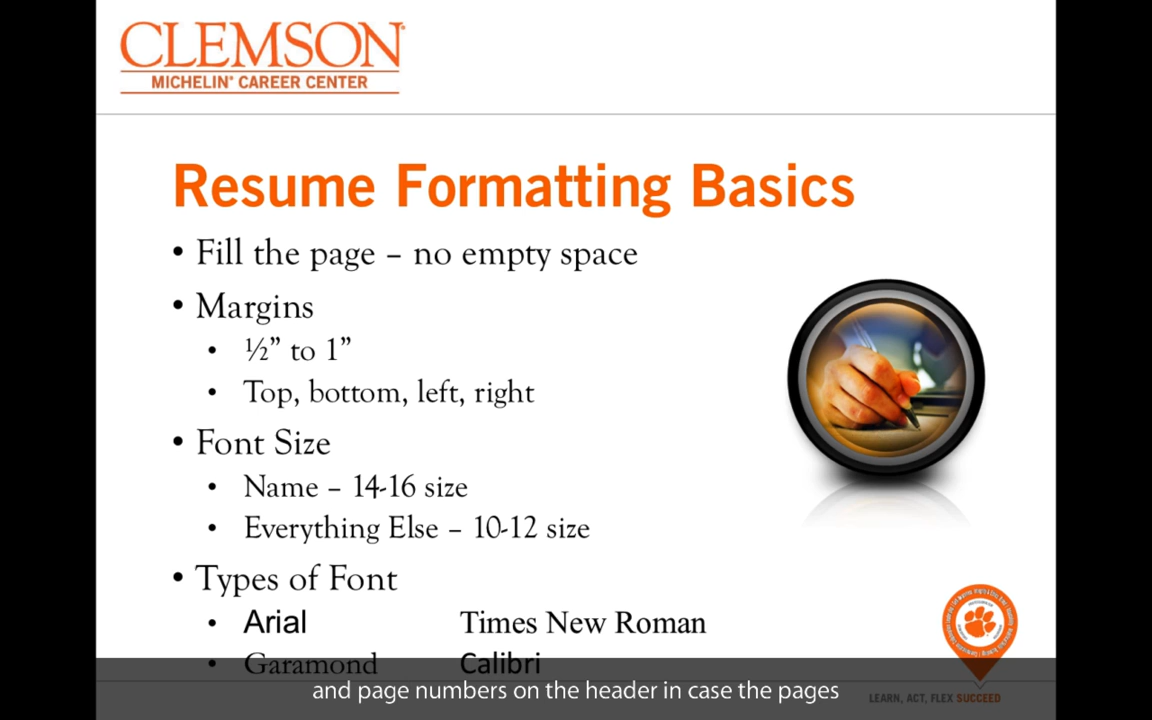 CLEMSON
MICHELIN® CAREER CENTER
Resume Formatting Basics
• Fill the page – no empty space
• Margins
• ½” to 1”
• Top, bottom, left, right
• Font Size
• Name – 14-16 size
• Everything Else – 10-12 size
• Types of Font
• Arial Times New Roman
• Garamond Calibri
and page numbers on the header in case the pages
LEARN, ACT, FLEX SUCCEED